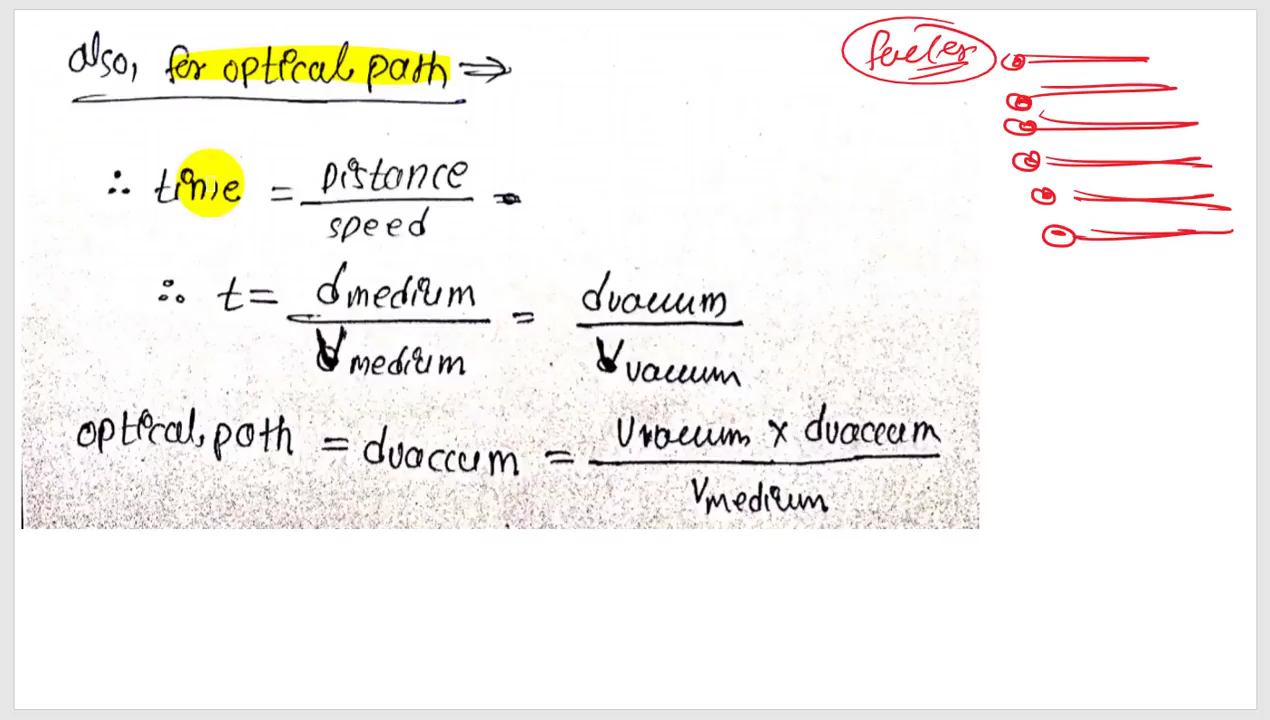 also, for optical path ⇒
∴ time = Distance / speed -
∴ t = dmedium / Vmedium = dvacuum / Vvacuum
optical path = dvaccum = Vvacuum x dvaccum / Vmedium